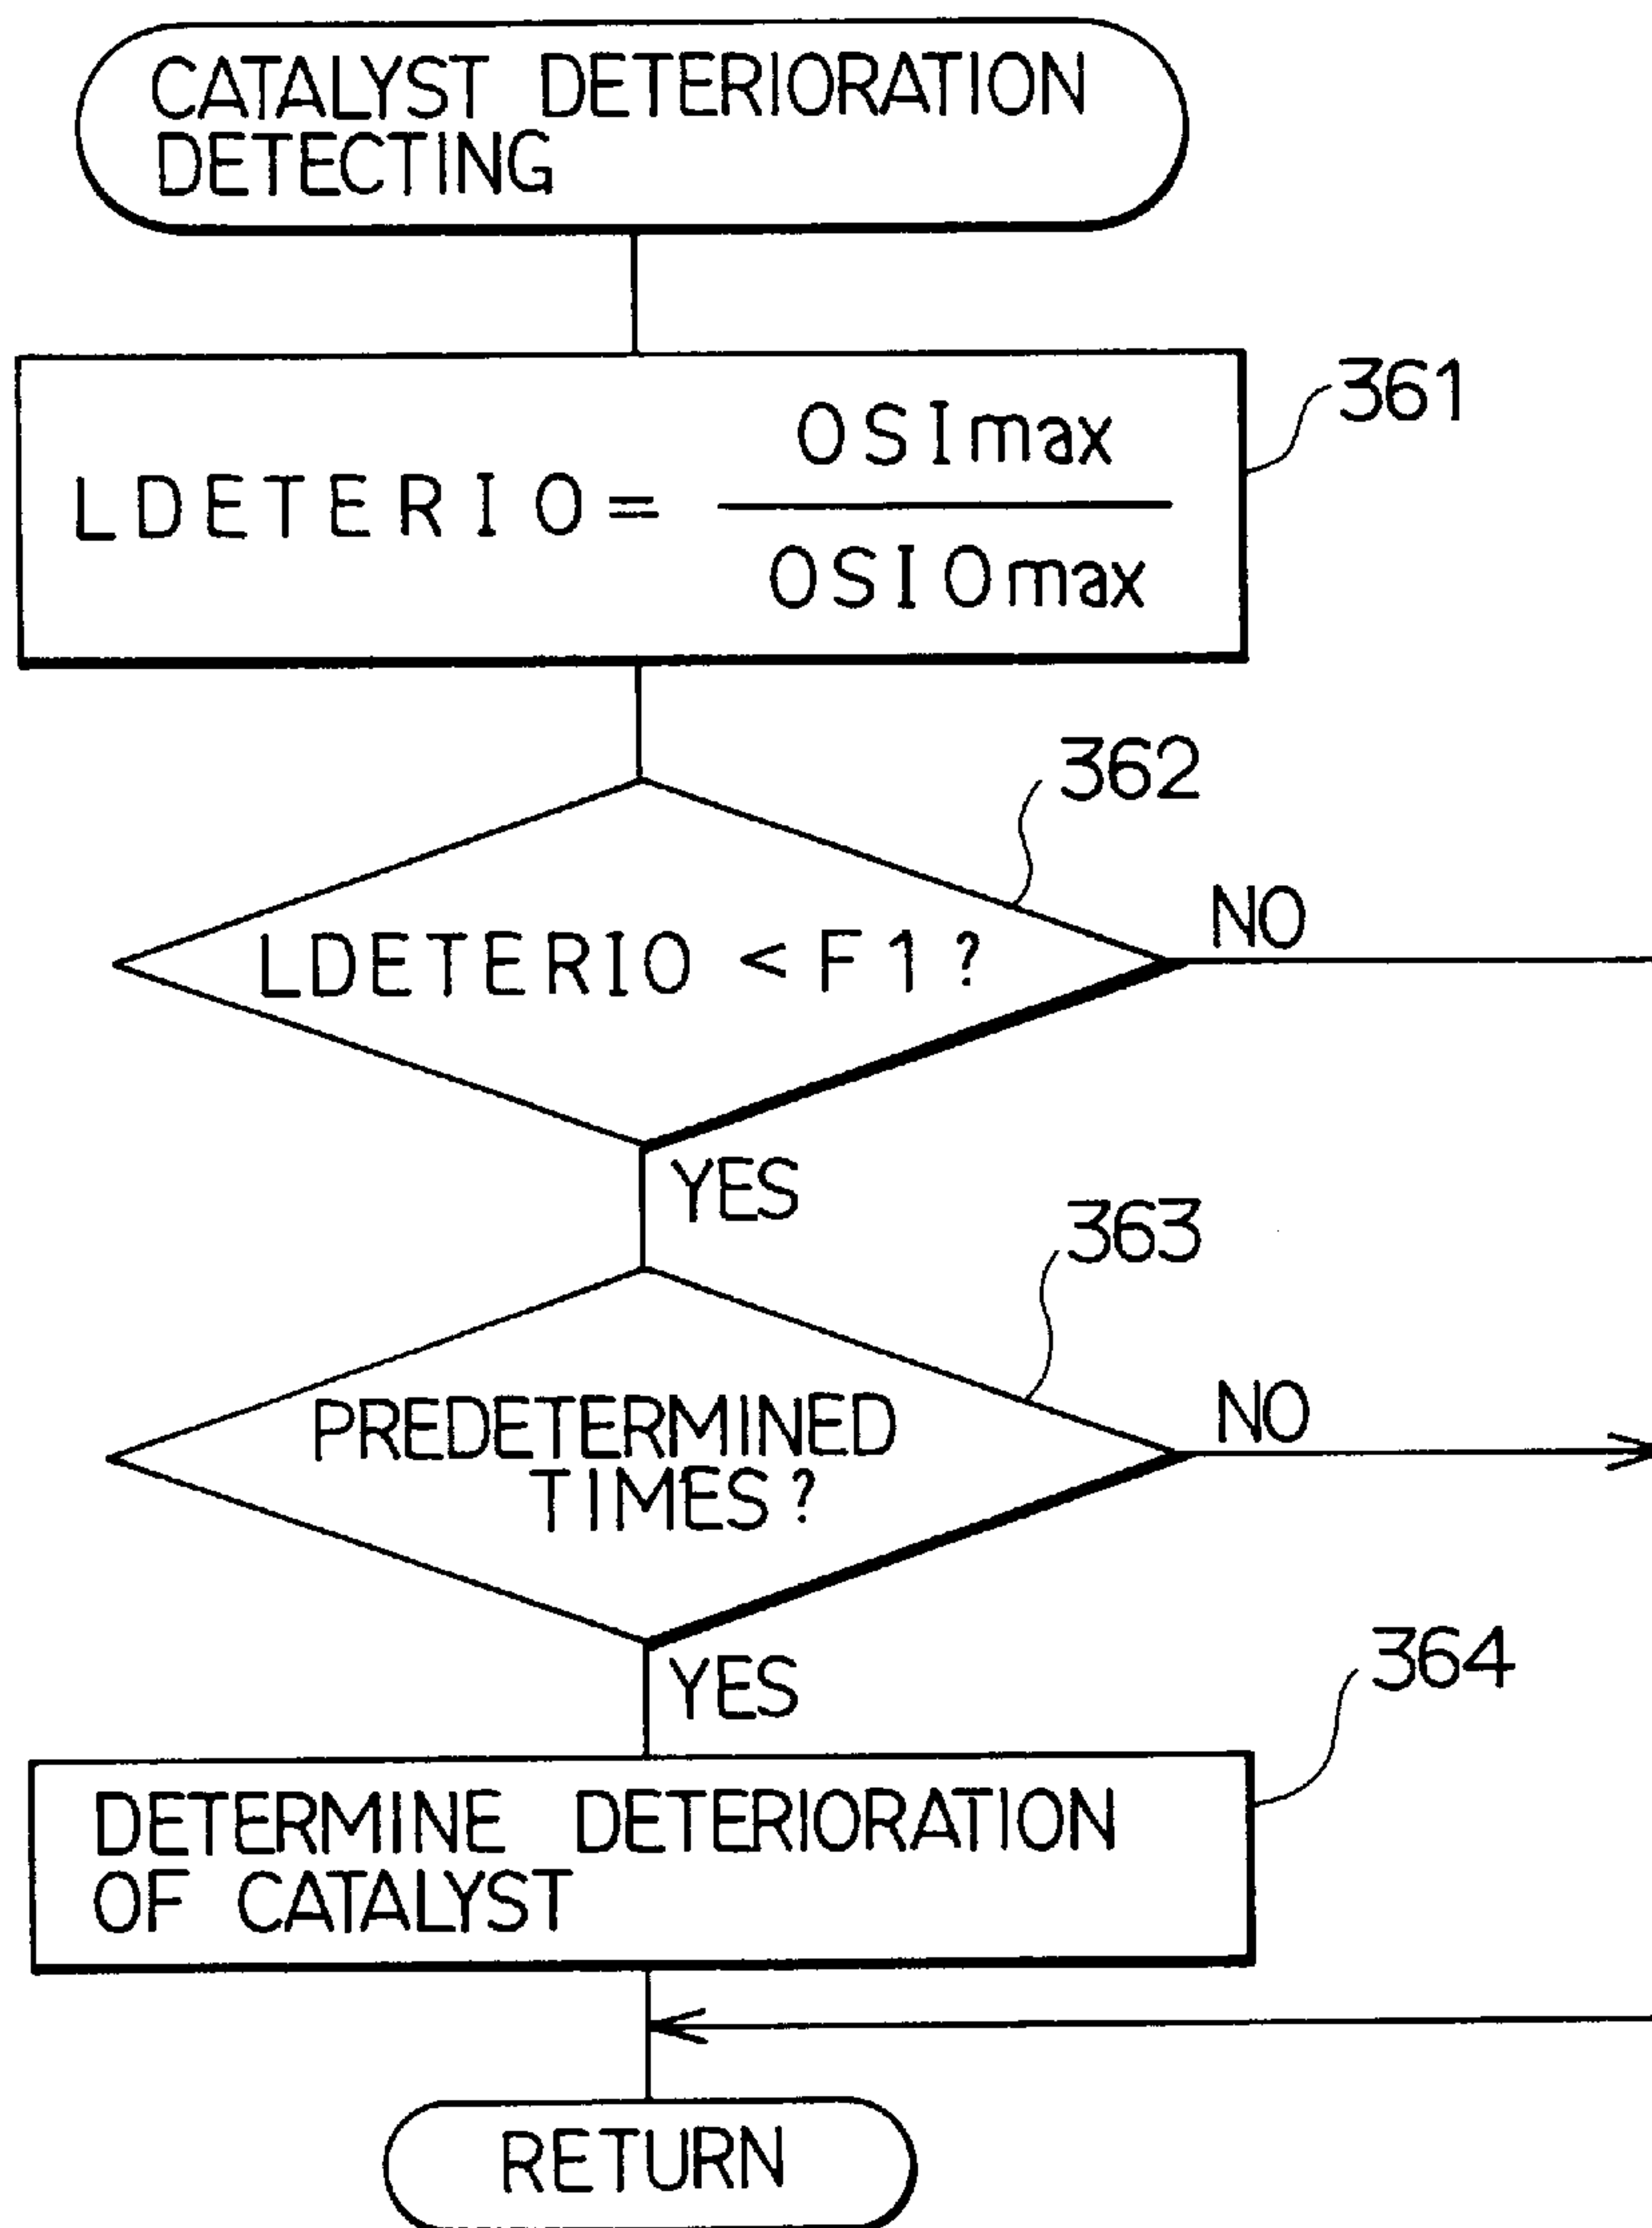 CATALYST DETERIORATION
DETECTING
361
OSImax
LDETERIO=
OSIOmax
362
LDETERIO < F1?
NO
YES
363
PREDETERMINED
TIMES?
NO
YES
364
DETERMINE DETERIORATION
OF CATALYST
RETURN